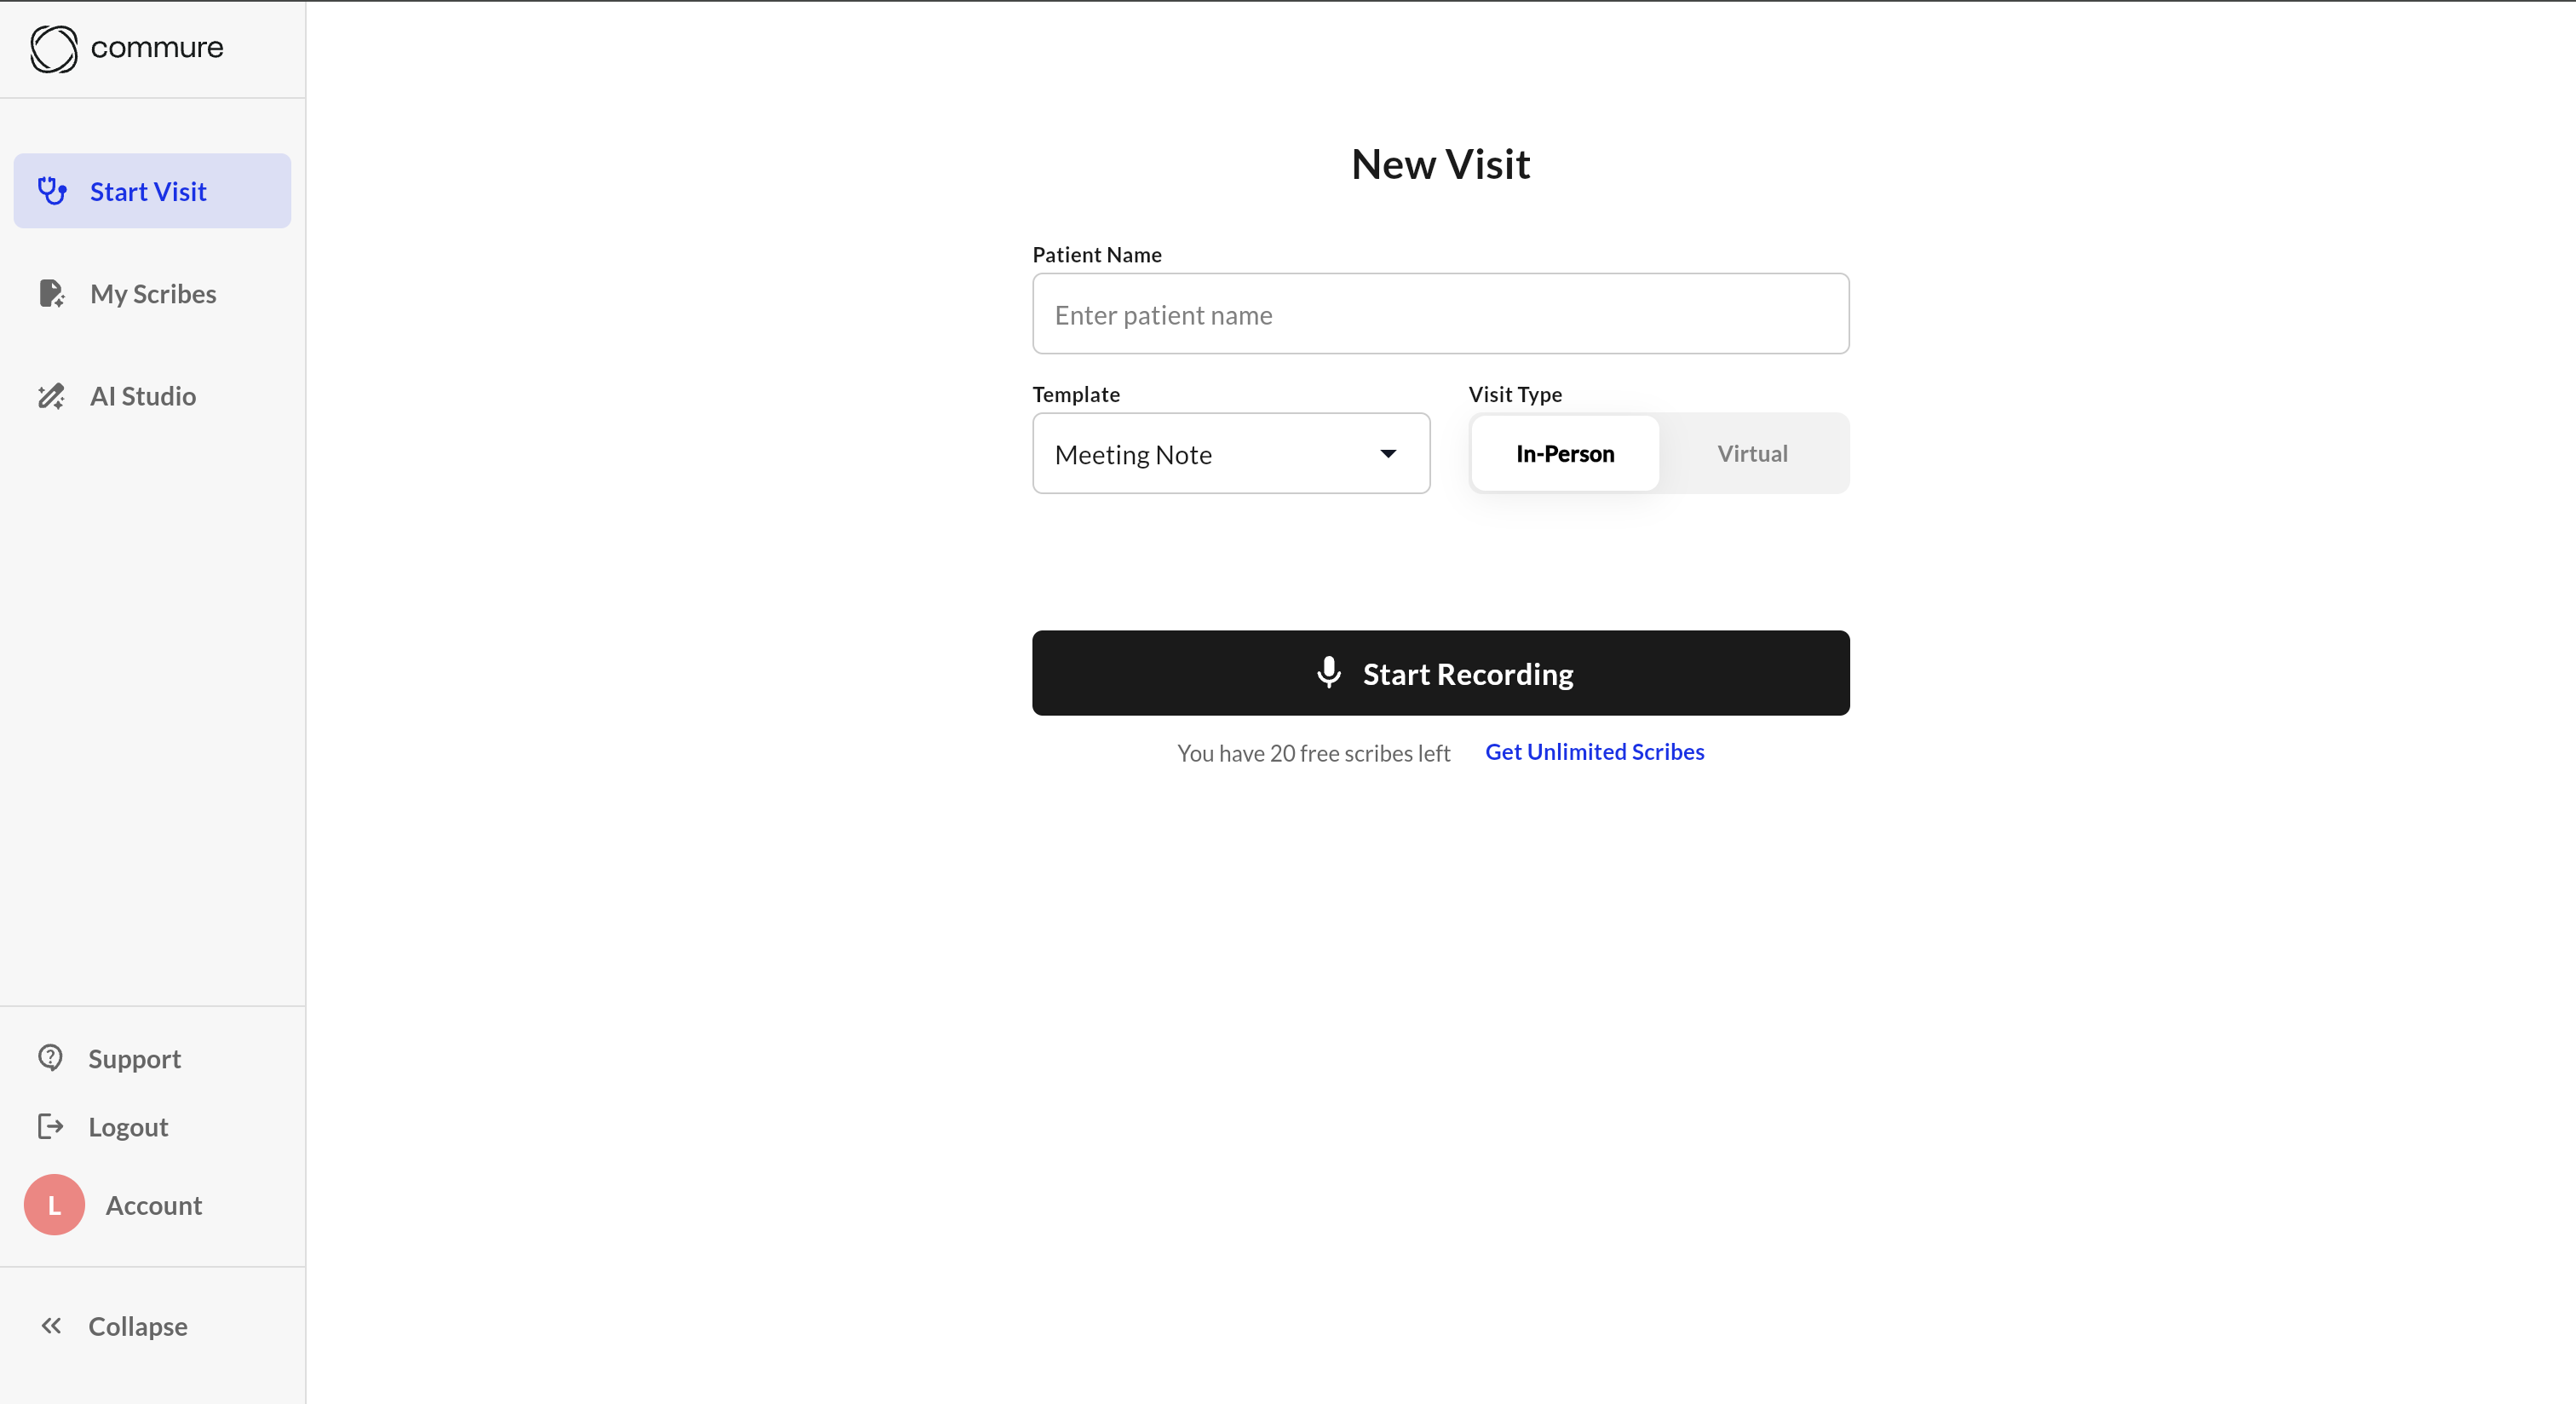 commure
Start Visit
My Scribes
AI Studio
Support
Logout
L
Account
Collapse
New Visit
Patient Name
Enter patient name
Template
Visit Type
Meeting Note
In-Person
Virtual
Start Recording
You have 20 free scribes left
Get Unlimited Scribes